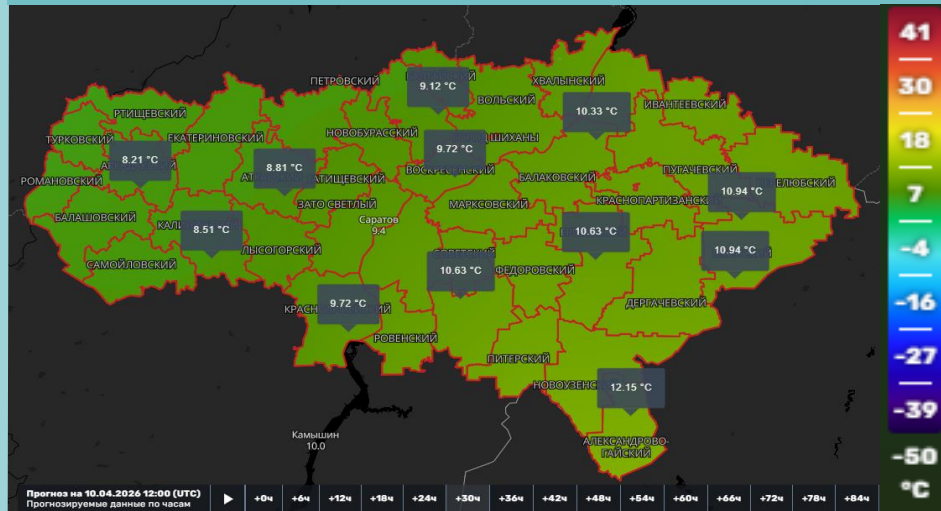 41
30
18
7
-4
-16
-27
-39
-50
°C
ПЕТРОВСКИЙ
9.12 °C
ХВАЛЫНСКИЙ
ВОЛЬСКИЙ
10.33 °C
ИВАНТЕЕВСКИЙ
РТИЩЕВСКИЙ
ТУРКОВСКИЙ
ЕКАТЕРИНОВСКИЙ
НОВОБУРАССКИЙ
ШИХАНЫ
8.21 °C
8.81 °C
9.72 °C
РОМАНОВСКИЙ
БАЛАКОВСКИЙ
ПУГАЧЕВСКИЙ
10.94 °C
МАРКСОВСКИЙ
ЗАТО СВЕТЛЫЙ
Саратов
9.4
БАЛАШОВСКИЙ
8.51 °C
10.63 °C
ЛЫСОГОРСКИЙ
10.94 °C
САМОЙЛОВСКИЙ
10.63 °C
ФЕДОРОВСКИЙ
9.72 °C
ДЕРГАЧЕВСКИЙ
РОВЕНСКИЙ
ПИТЕРСКИЙ
12.15 °C
Камышин
10.0
АЛЕКСАНДРОВО-
ГАЙСКИЙ
Прогноз на 10.04.2026 12:00 (UTC)
Прогнозируемые данные по часам
+0ч +6ч +12ч +18ч +24ч +30ч +36ч +42ч +48ч +54ч +60ч +66ч +72ч +78ч +84ч